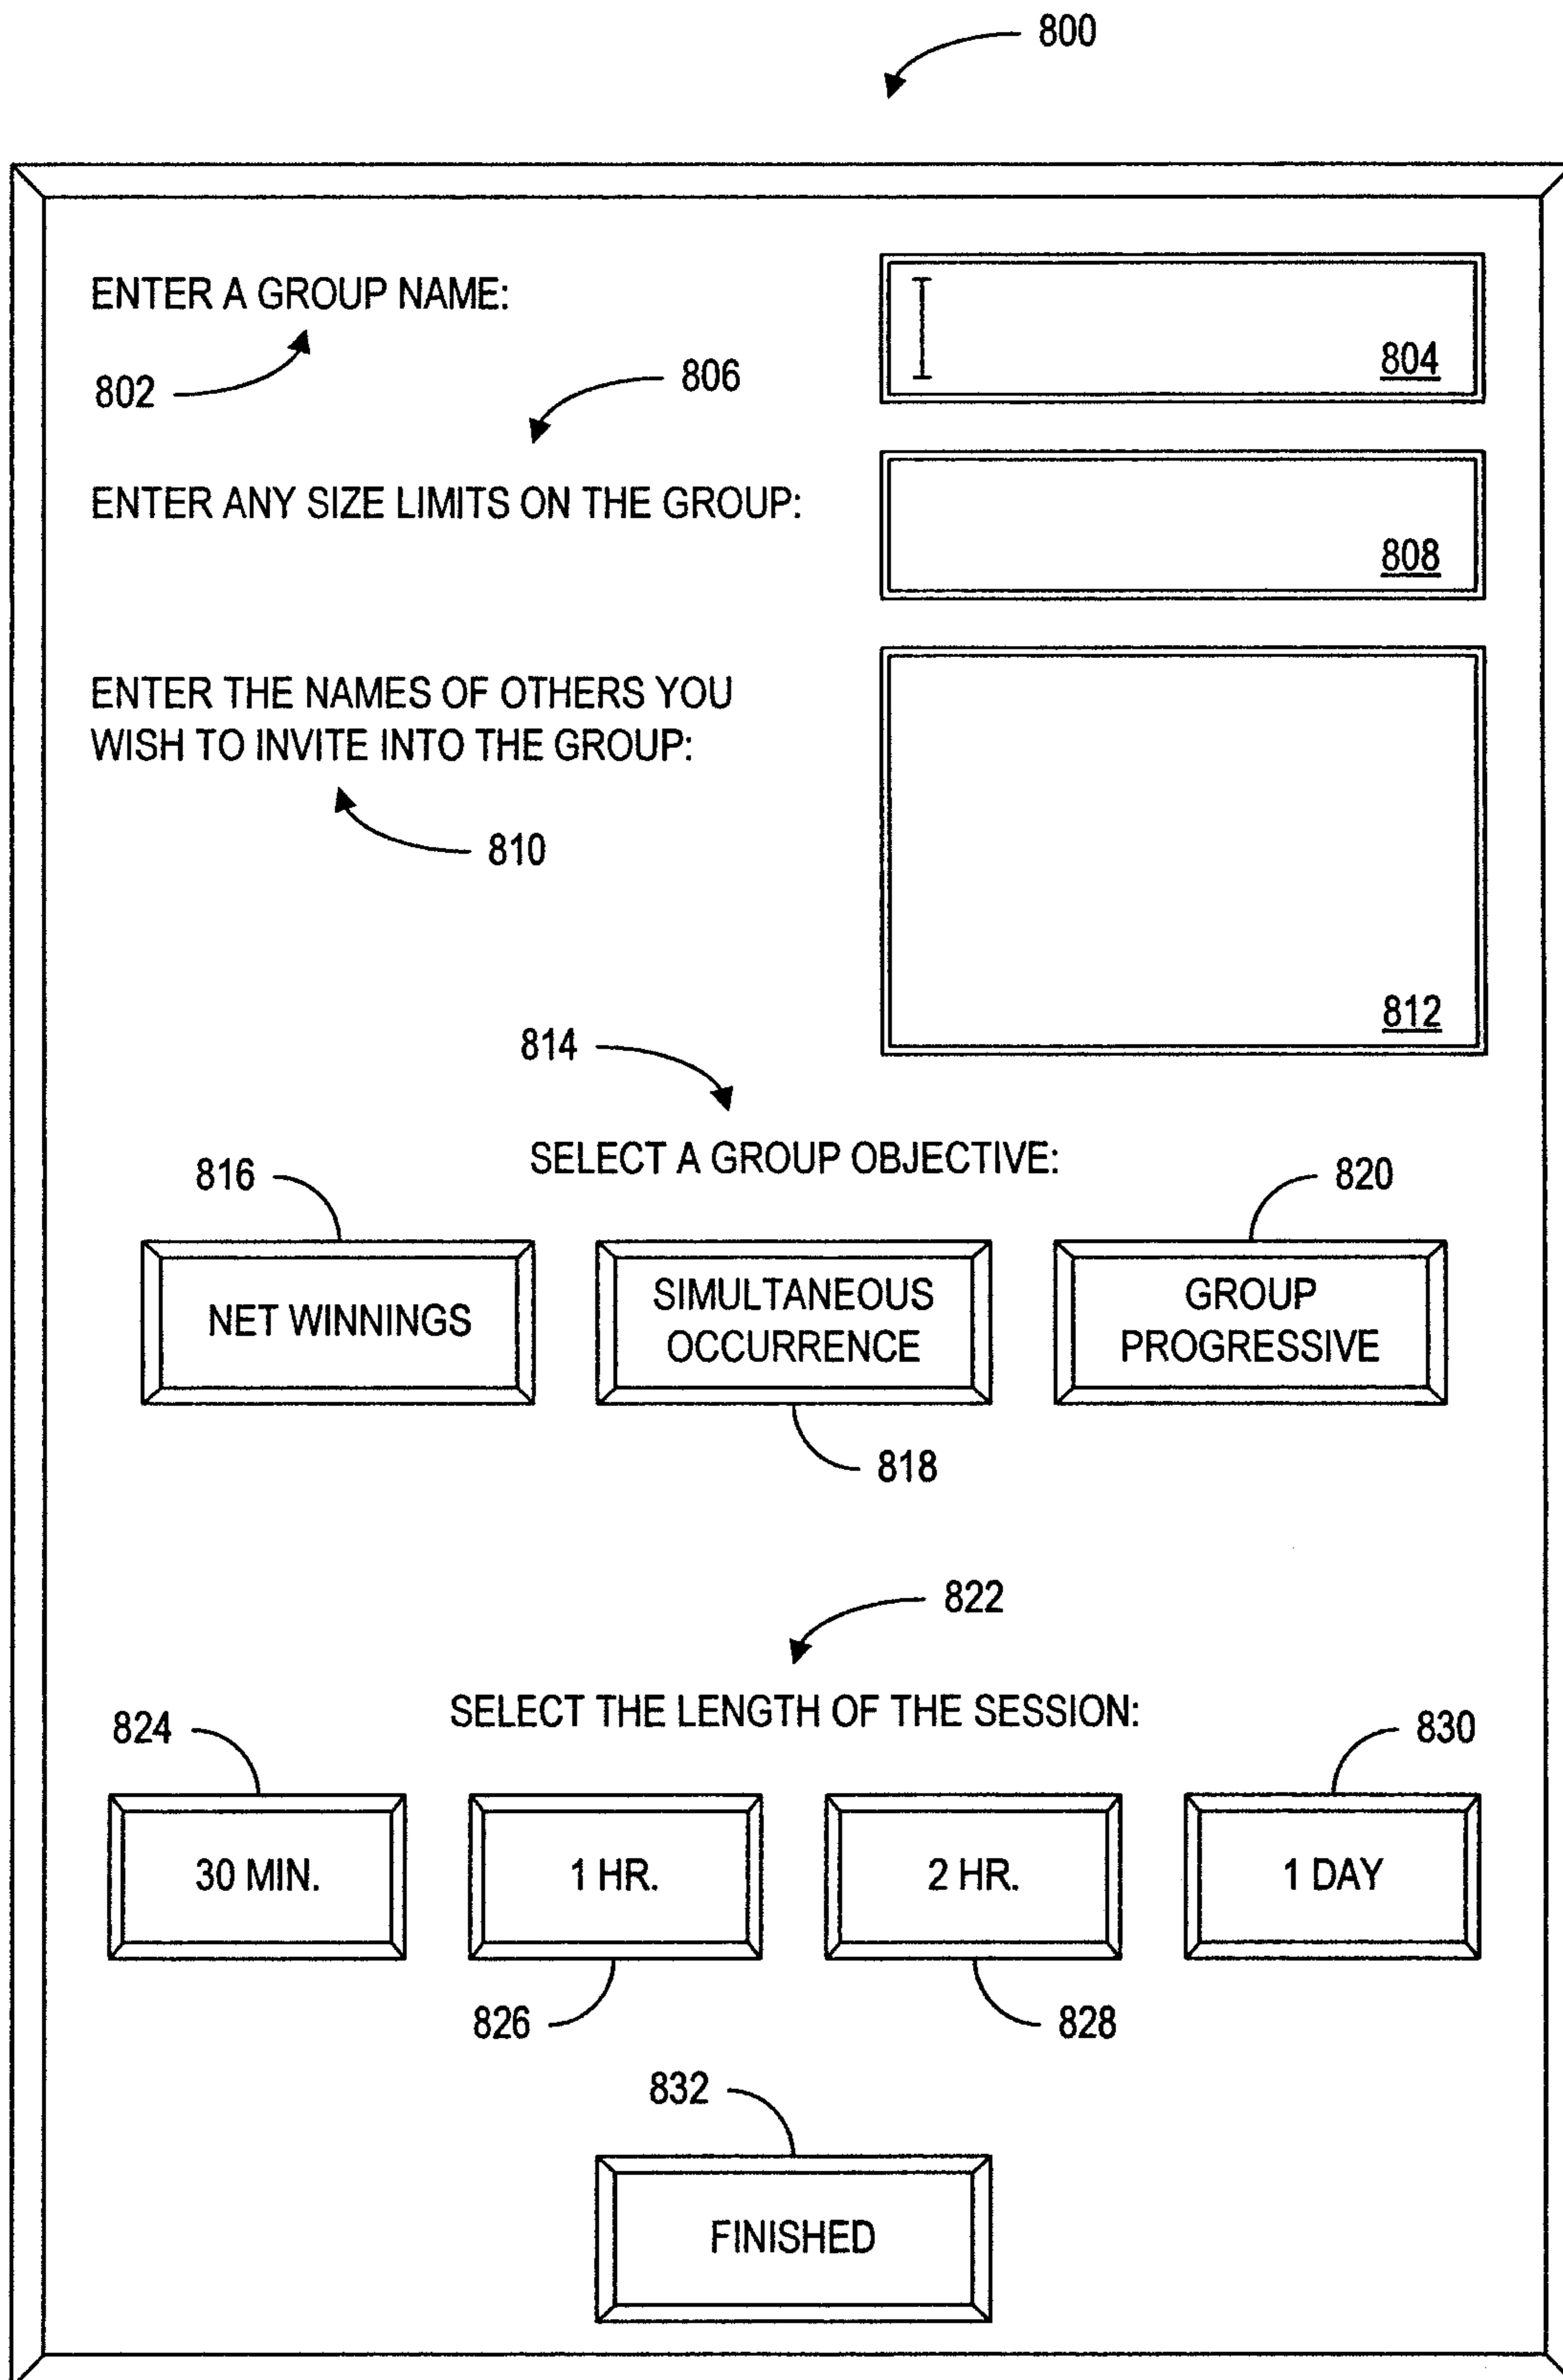 800
ENTER A GROUP NAME:
804
802
806
ENTER ANY SIZE LIMITS ON THE GROUP:
808
ENTER THE NAMES OF OTHERS YOU
WISH TO INVITE INTO THE GROUP:
810
812
814
SELECT A GROUP OBJECTIVE:
816
820
NET WINNINGS
SIMULTANEOUS
OCCURRENCE
GROUP
PROGRESSIVE
818
822
SELECT THE LENGTH OF THE SESSION:
824
830
30 MIN.
1 HR.
2 HR.
1 DAY
826
828
832
FINISHED